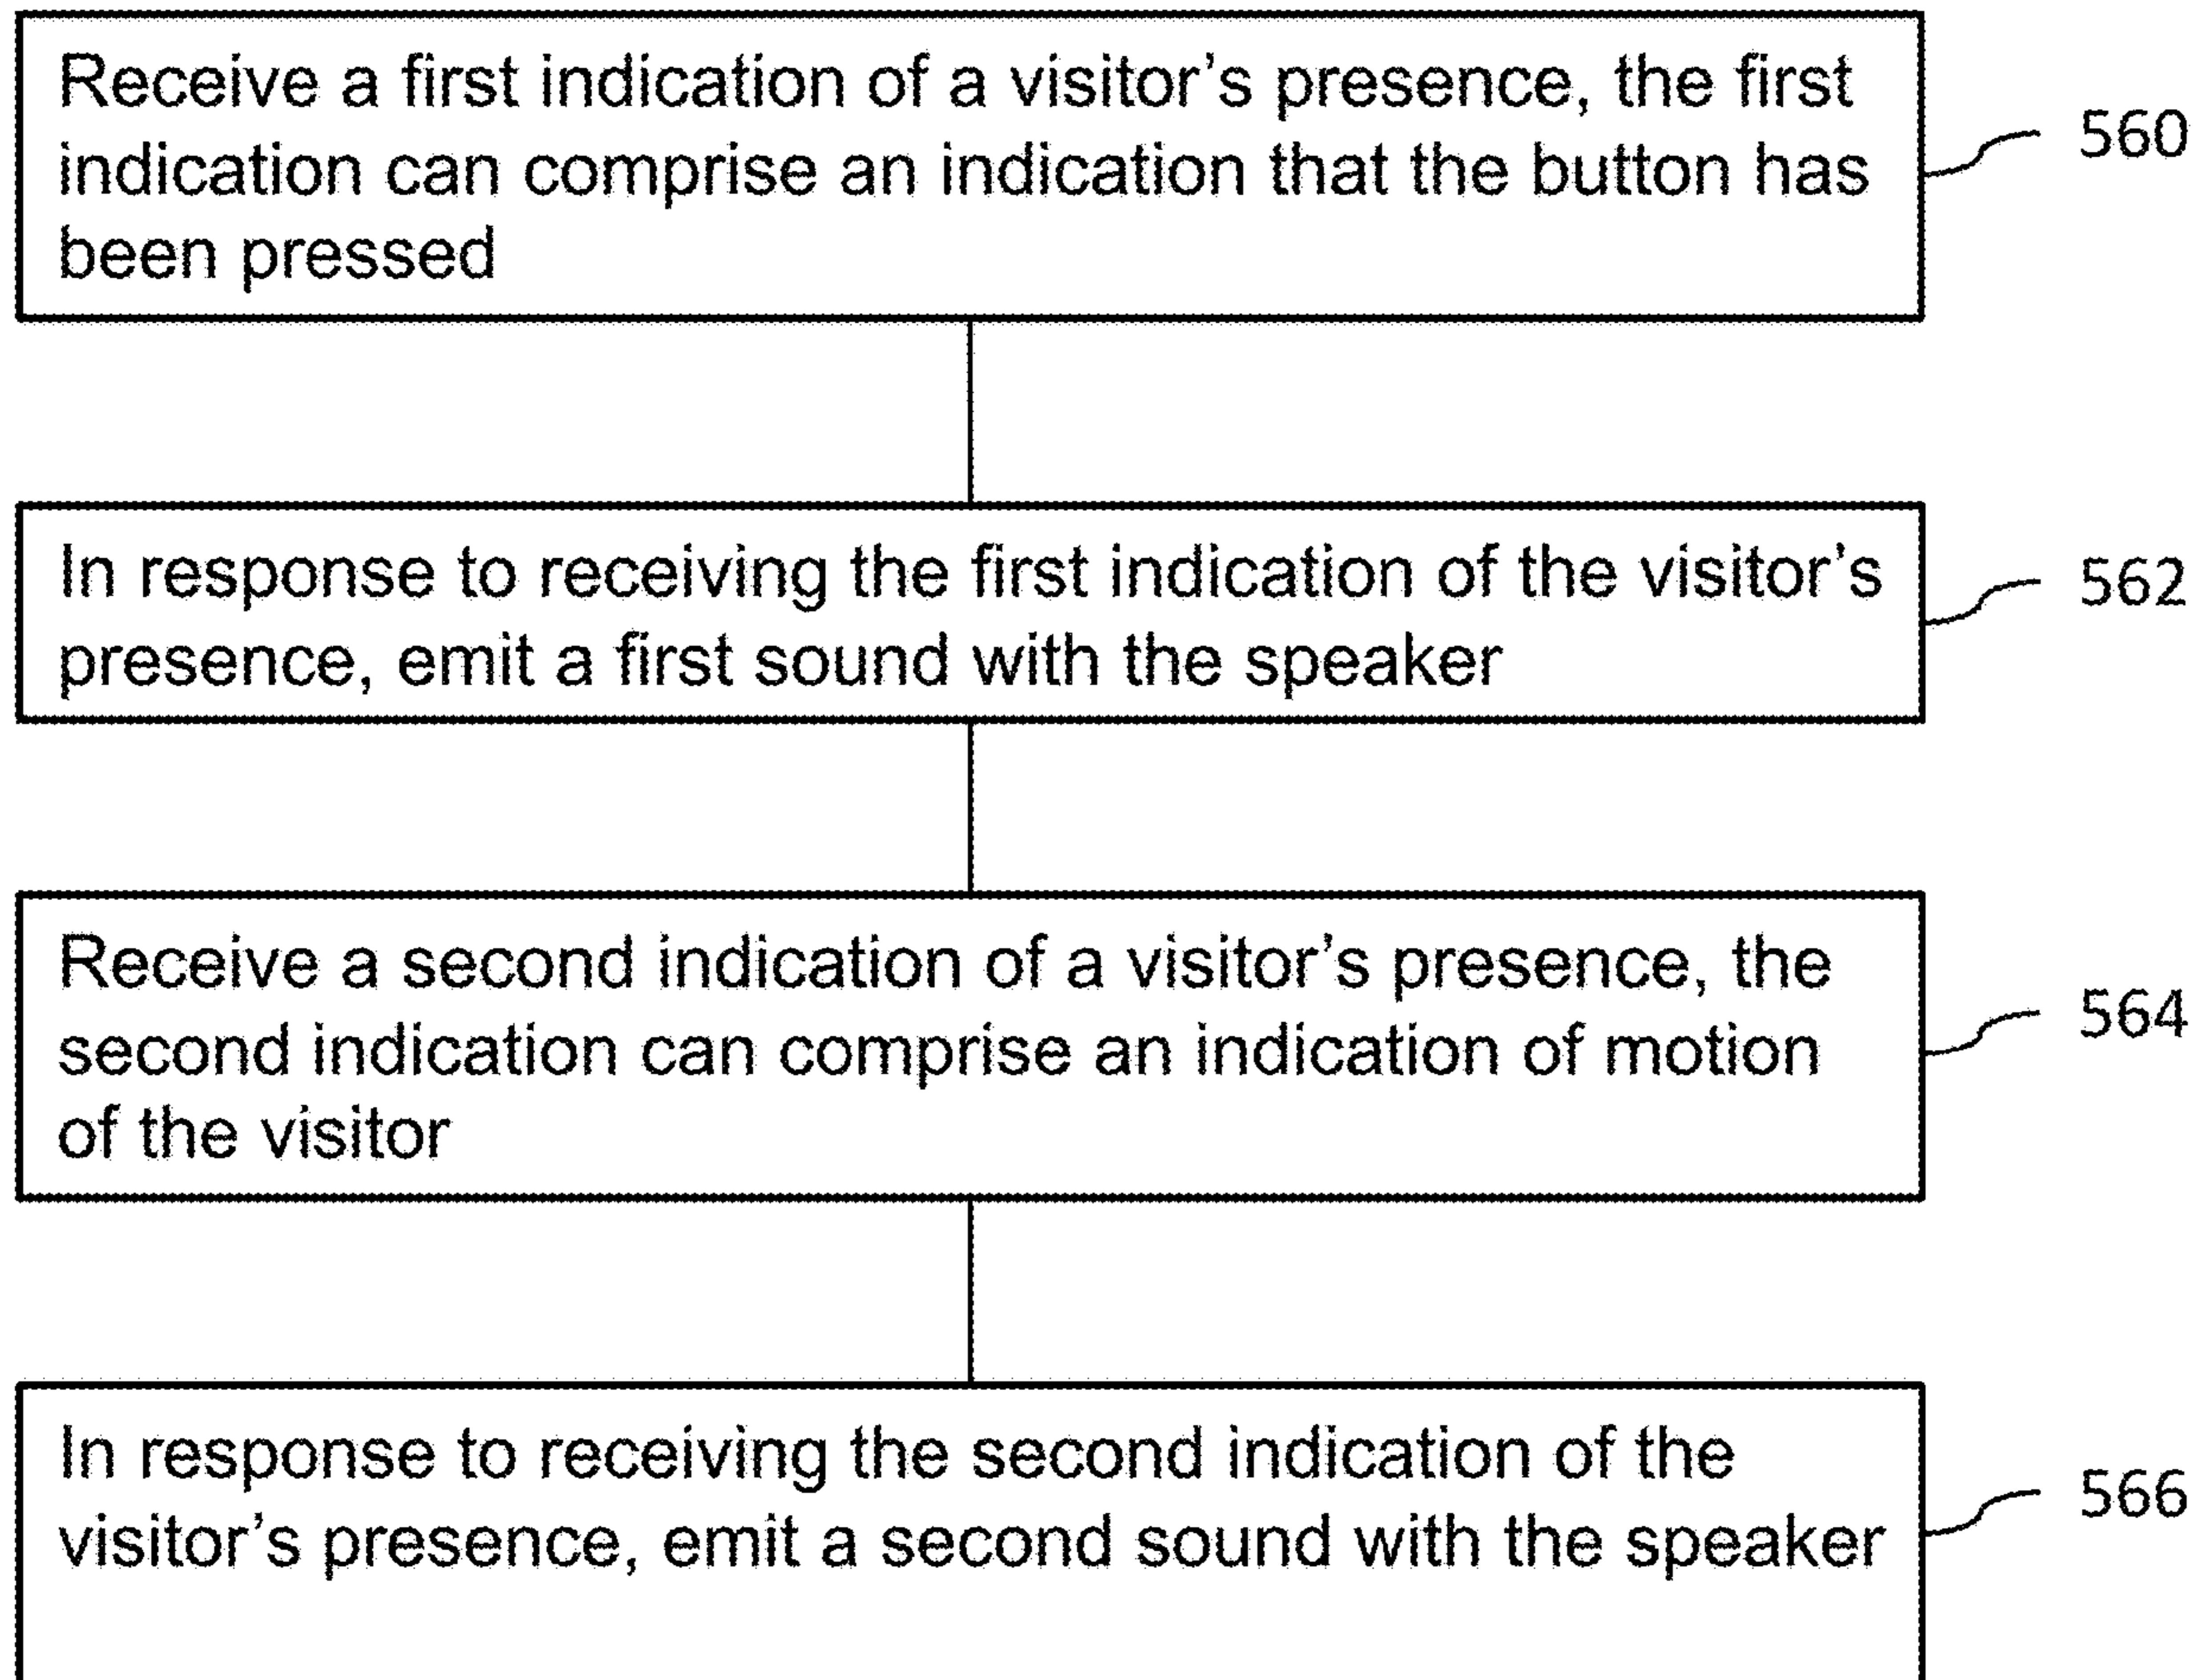 Receive a first indication of a visitor’s presence, the first
indication can comprise an indication that the button has
been pressed
560
In response to receiving the first indication of the visitor’s
presence, emit a first sound with the speaker
562
Receive a second indication of a visitor’s presence, the
second indication can comprise an indication of motion
of the visitor
564
In response to receiving the second indication of the
visitor’s presence, emit a second sound with the speaker
566